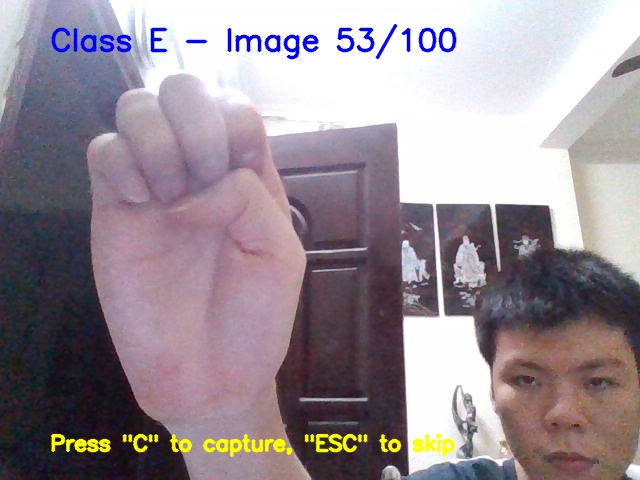 Class E - Image 53/100
Press "C" to capture, "ESC" to skip